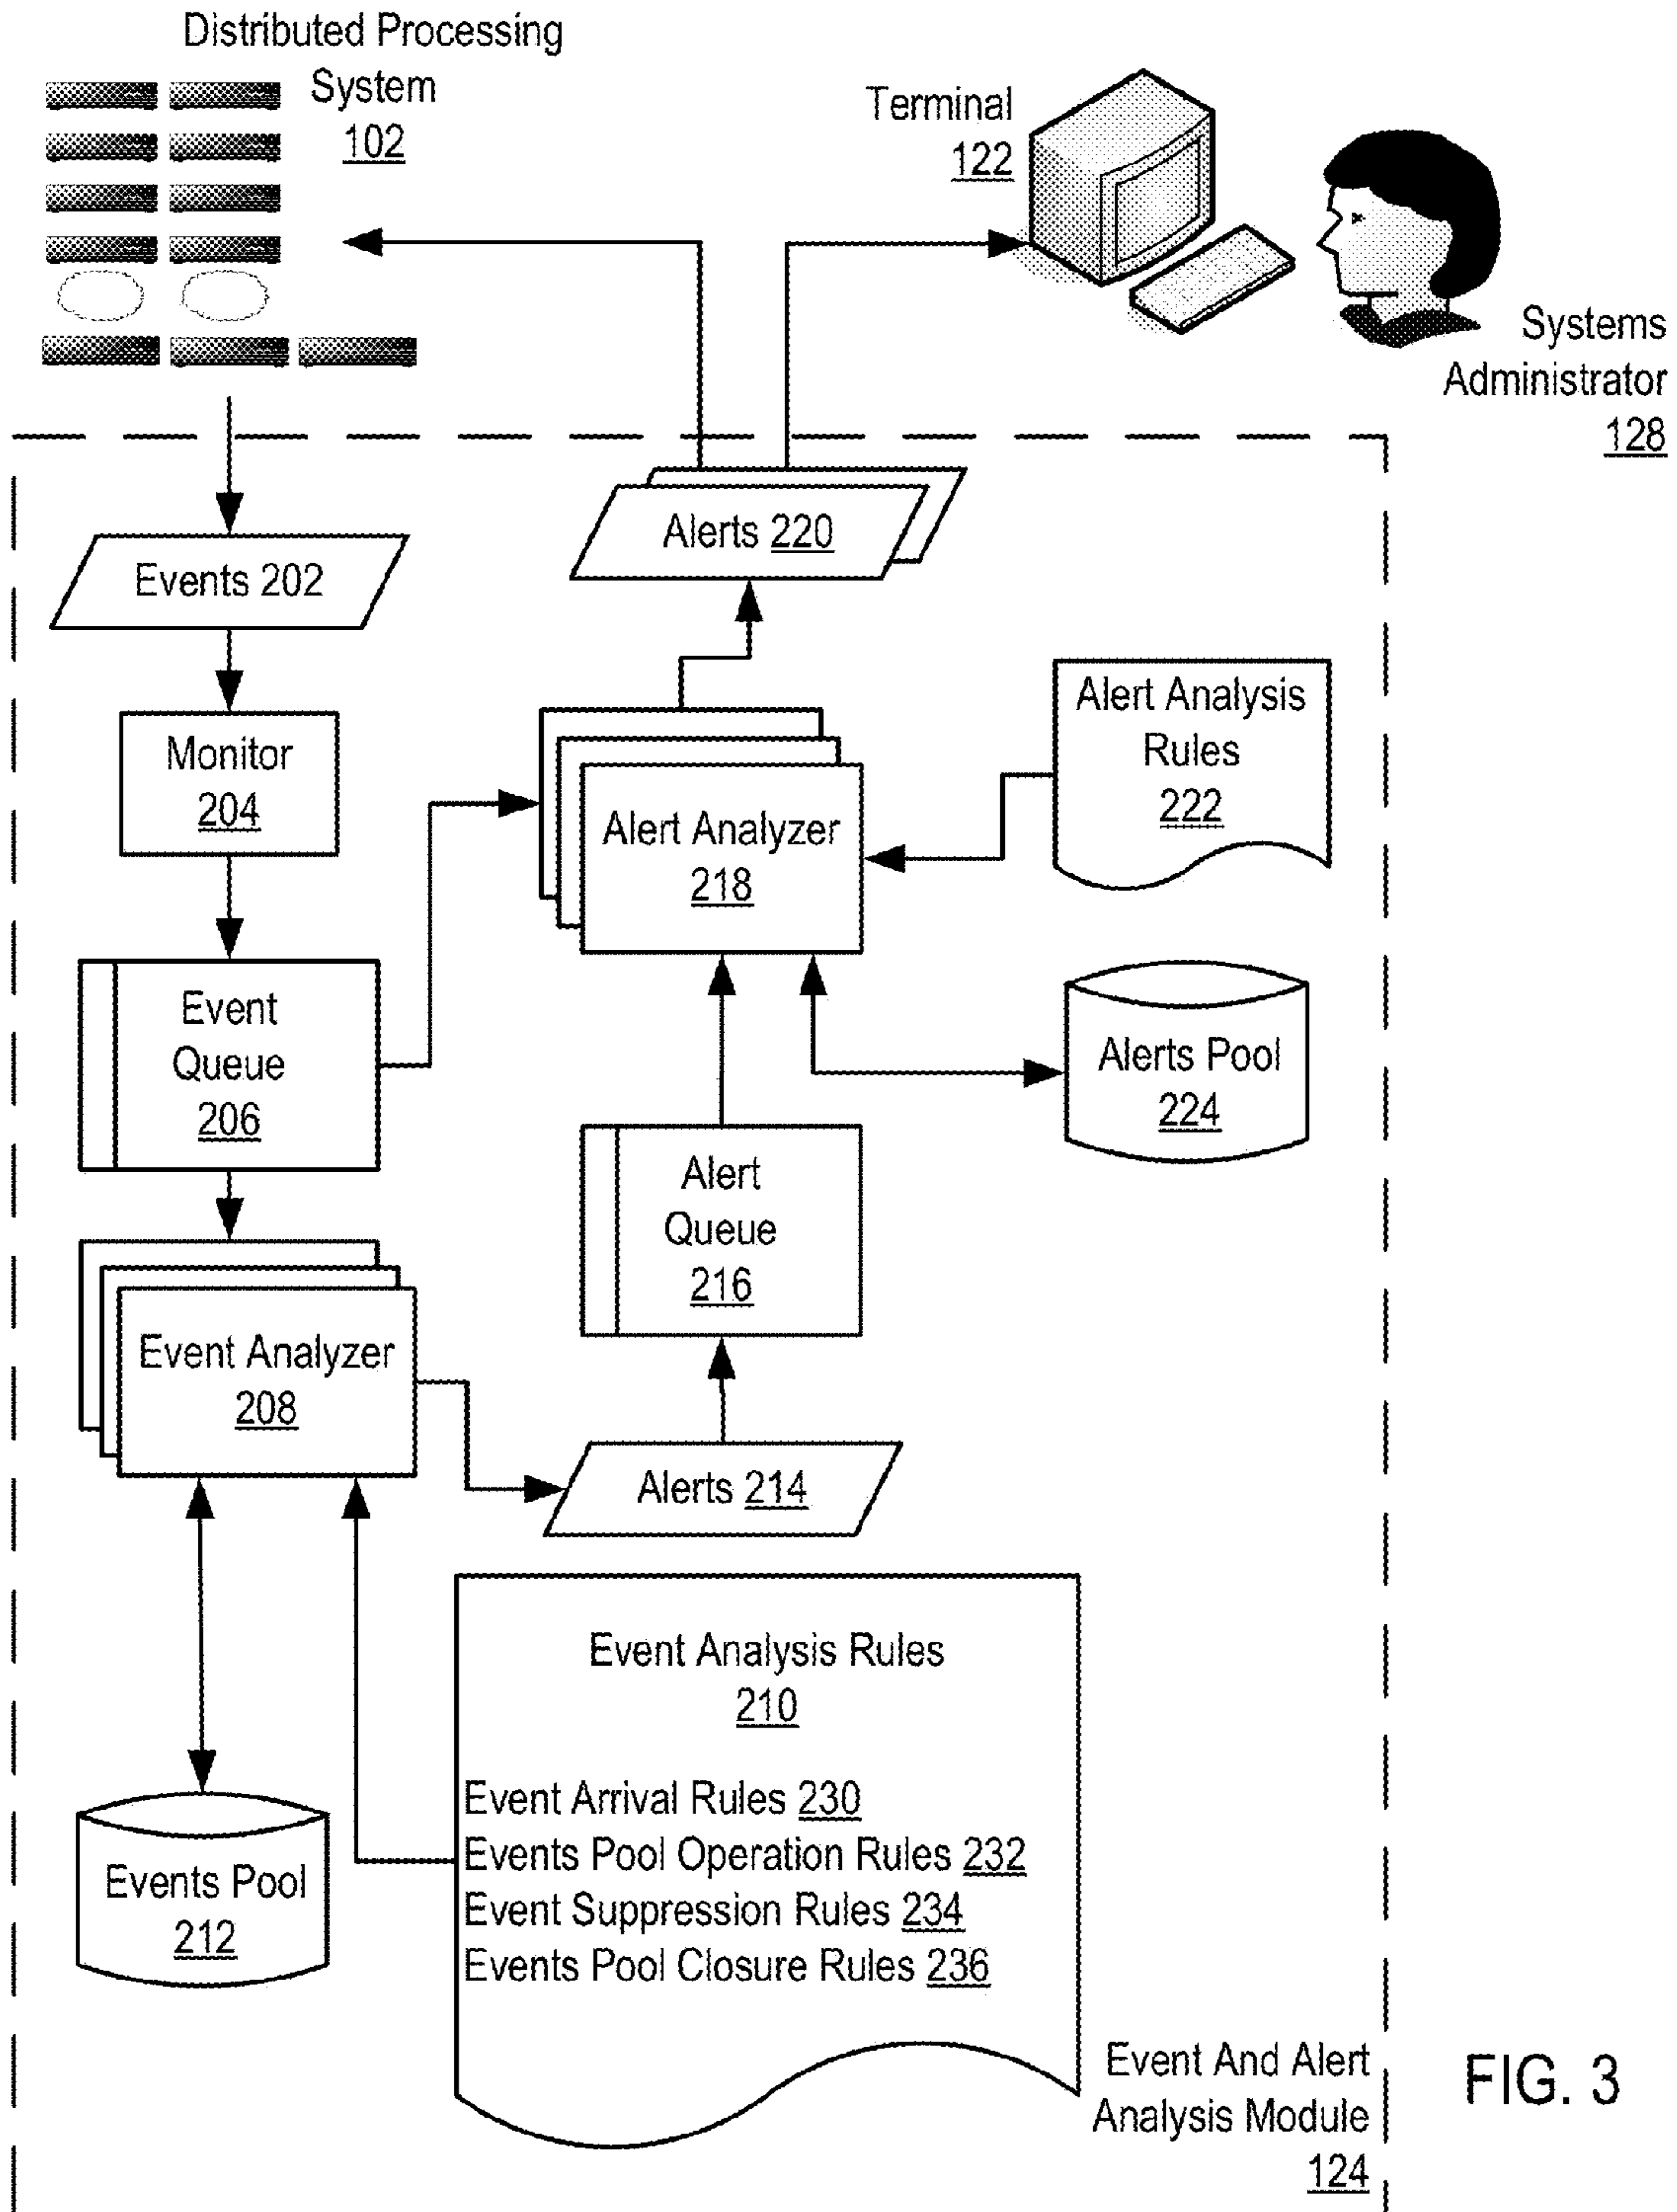 Distributed Processing
System
102
Terminal
122
Systems
Administrator
128
Alerts 220
Events 202
Monitor
204
Alert Analysis
Rules
222
Alert Analyzer
218
Event
Queue
206
Alerts Pool
224
Alert
Queue
216
Event Analyzer
208
Alerts 214
Event Analysis Rules
210
Event Arrival Rules 230
Events Pool Operation Rules 232
Event Suppression Rules 234
Events Pool Closure Rules 236
Events Pool
212
Event And Alert
Analysis Module
124
FIG. 3